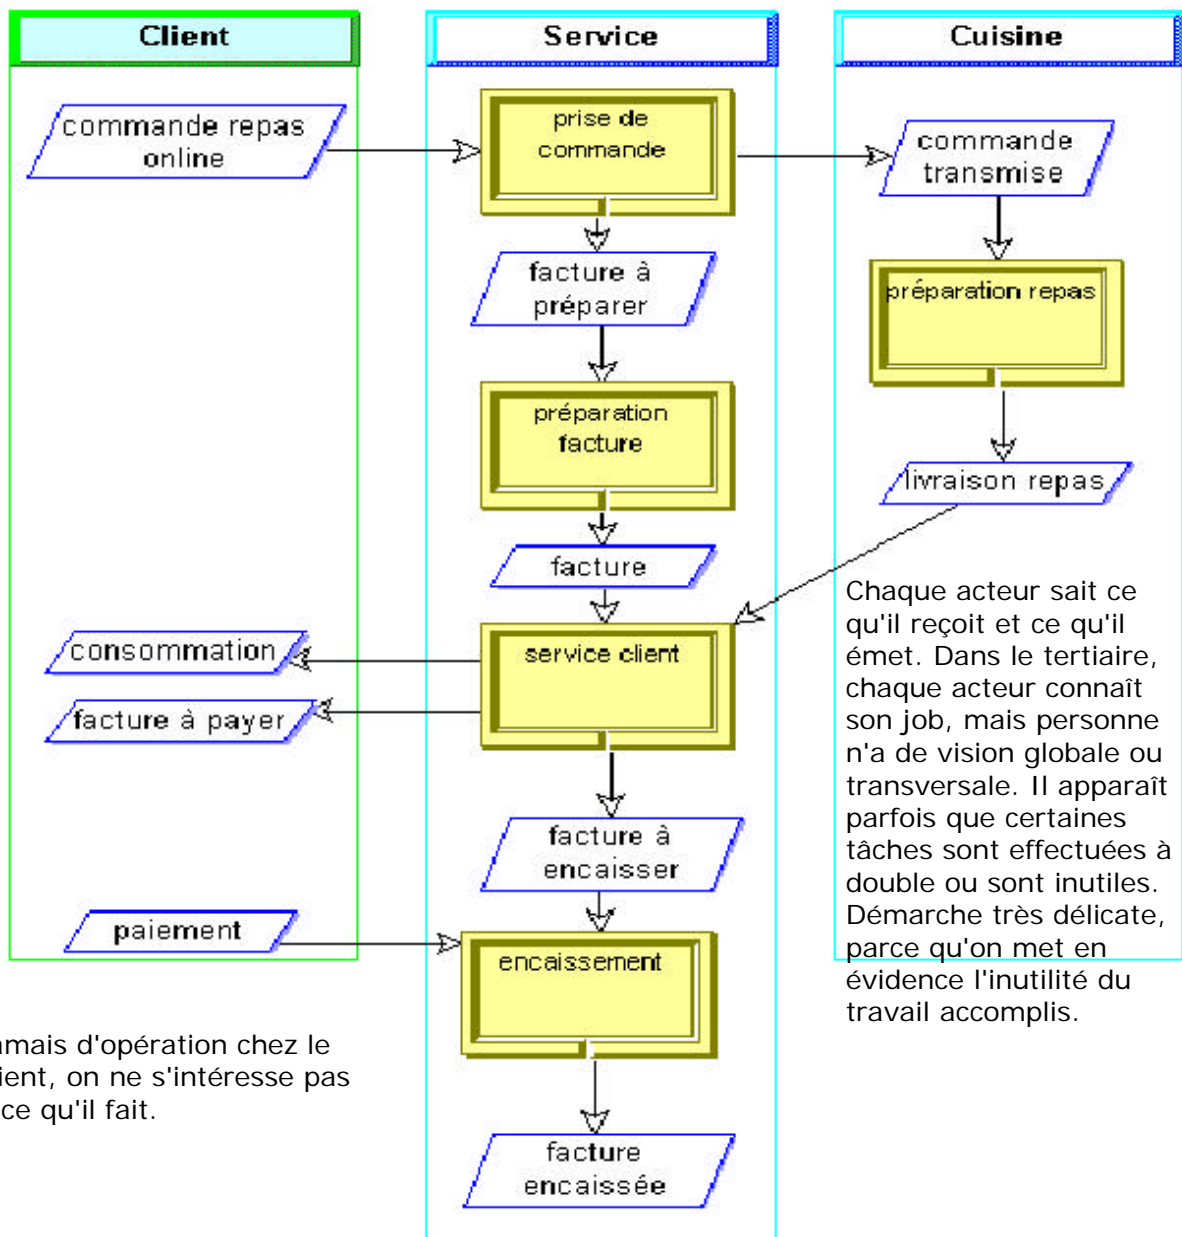 Client
Service
Cuisine
commande repas
online
prise de
commande
commande
transmise
facture à
préparer
préparation repas
préparation
facture
livraison repas
facture
consommation
service client
facture à payer
Chaque acteur sait ce
qu'il reçoit et ce qu'il
émet. Dans le tertiaire,
chaque acteur connaît
son job, mais personne
n'a de vision globale ou
transversale. Il apparaît
parfois que certaines
tâches sont effectuées à
double ou sont inutiles.
Démarche très délicate,
parce qu'on met en
évidence l'inutilité du
travail accomplis.
facture à
encaisser
paiement
encaissement
amais d'opération chez le
ient, on ne s'intéresse pas
ce qu'il fait.
facture
encaissée